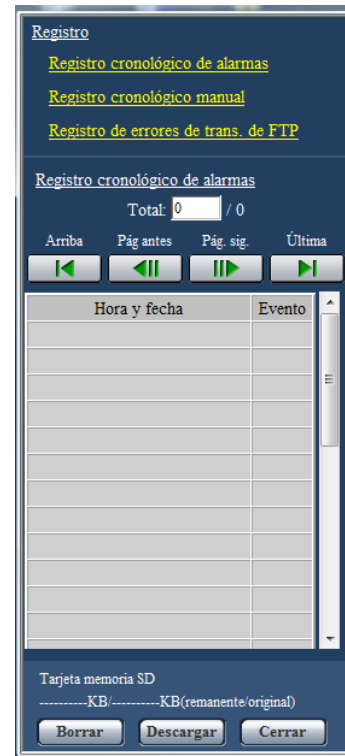 Registro
Registro cronológico de alarmas
Registro cronológico manual
Registro de errores de trans. de FTP
Registro cronológico de alarmas
Total: 0 / 0
Arriba Pág antes Pág. sig. Última
Hora y fecha Evento
Tarjeta memoria SD
----------KB/----------KB(remanente/original)
Borrar Descargar Cerrar